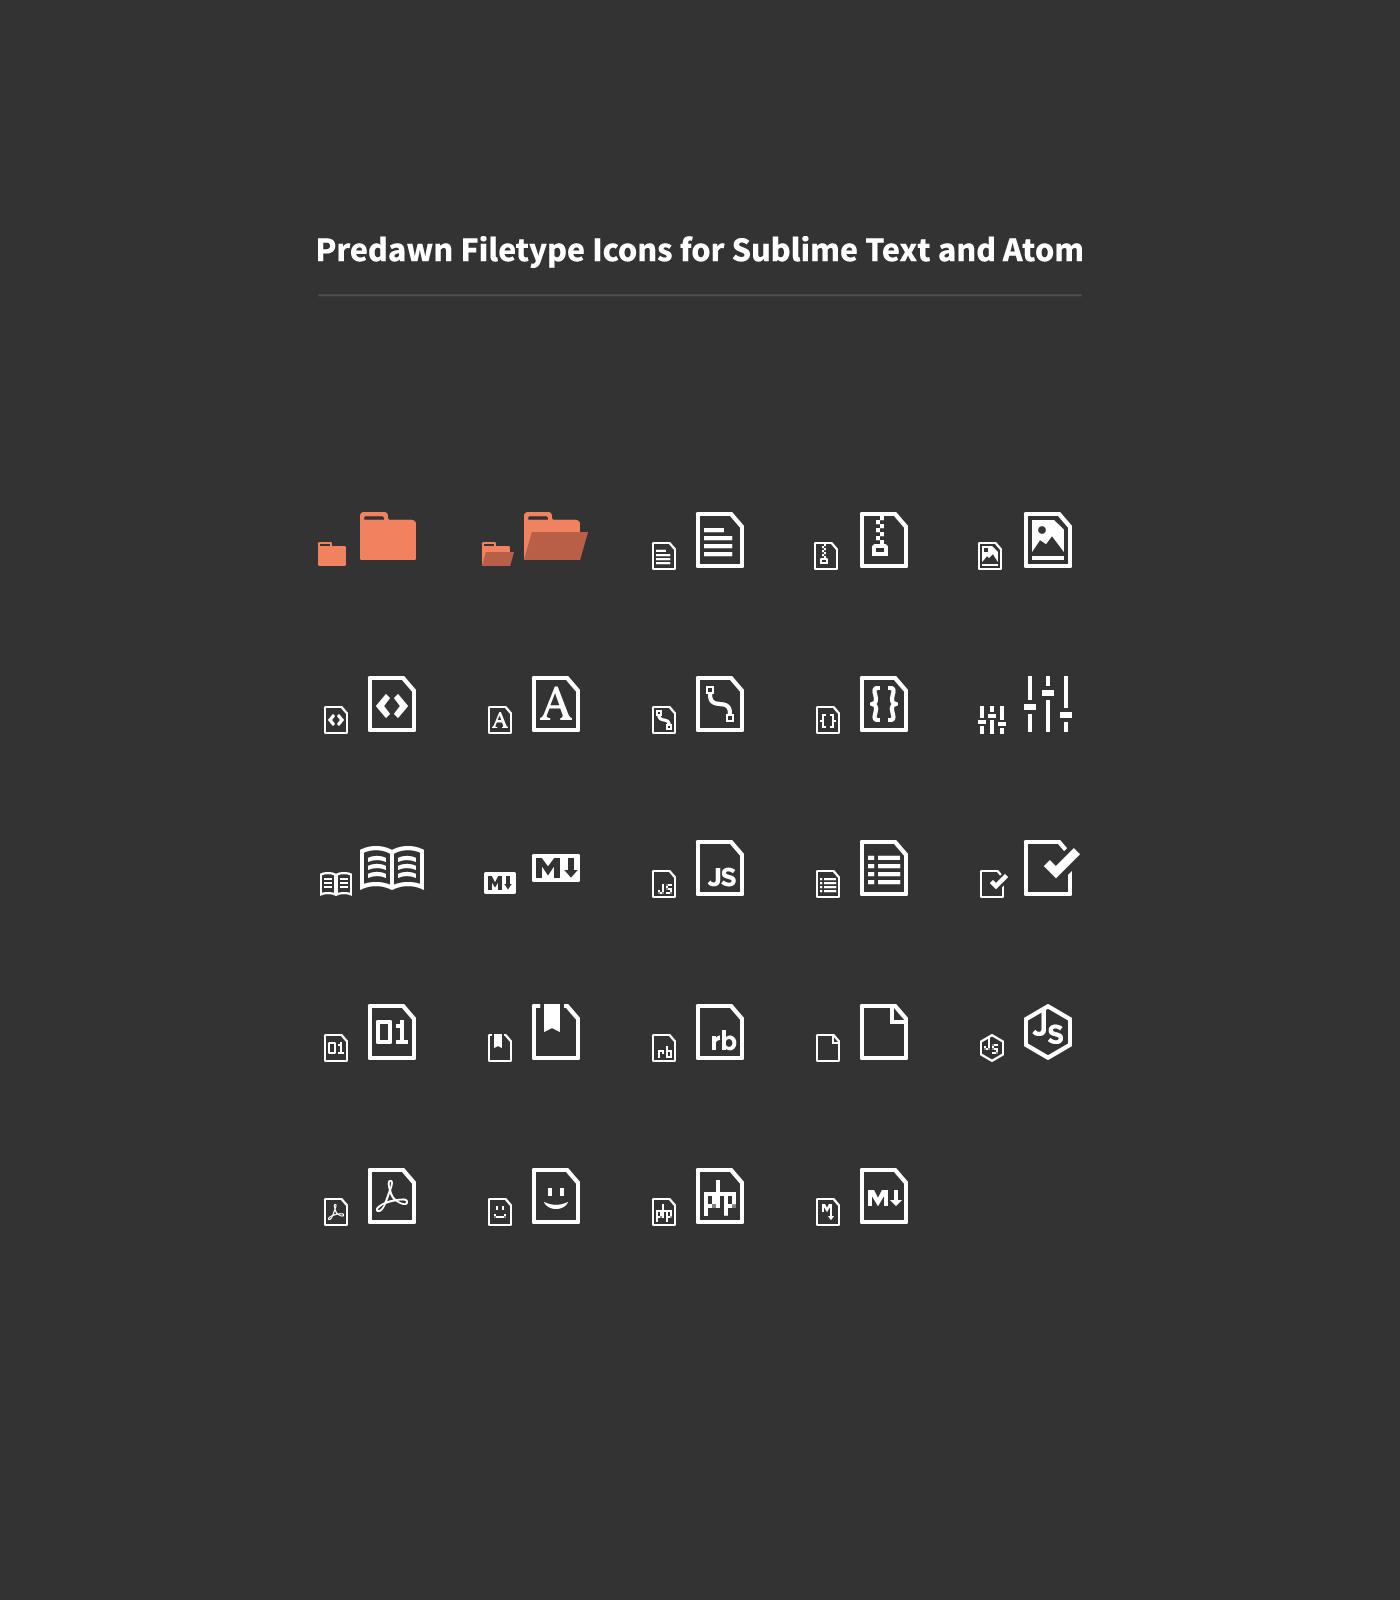 Predawn Filetype Icons for Sublime Text and Atom
A A
{} {}
M M
JS JS
01 01
rb rb
JS JS
php php
M M